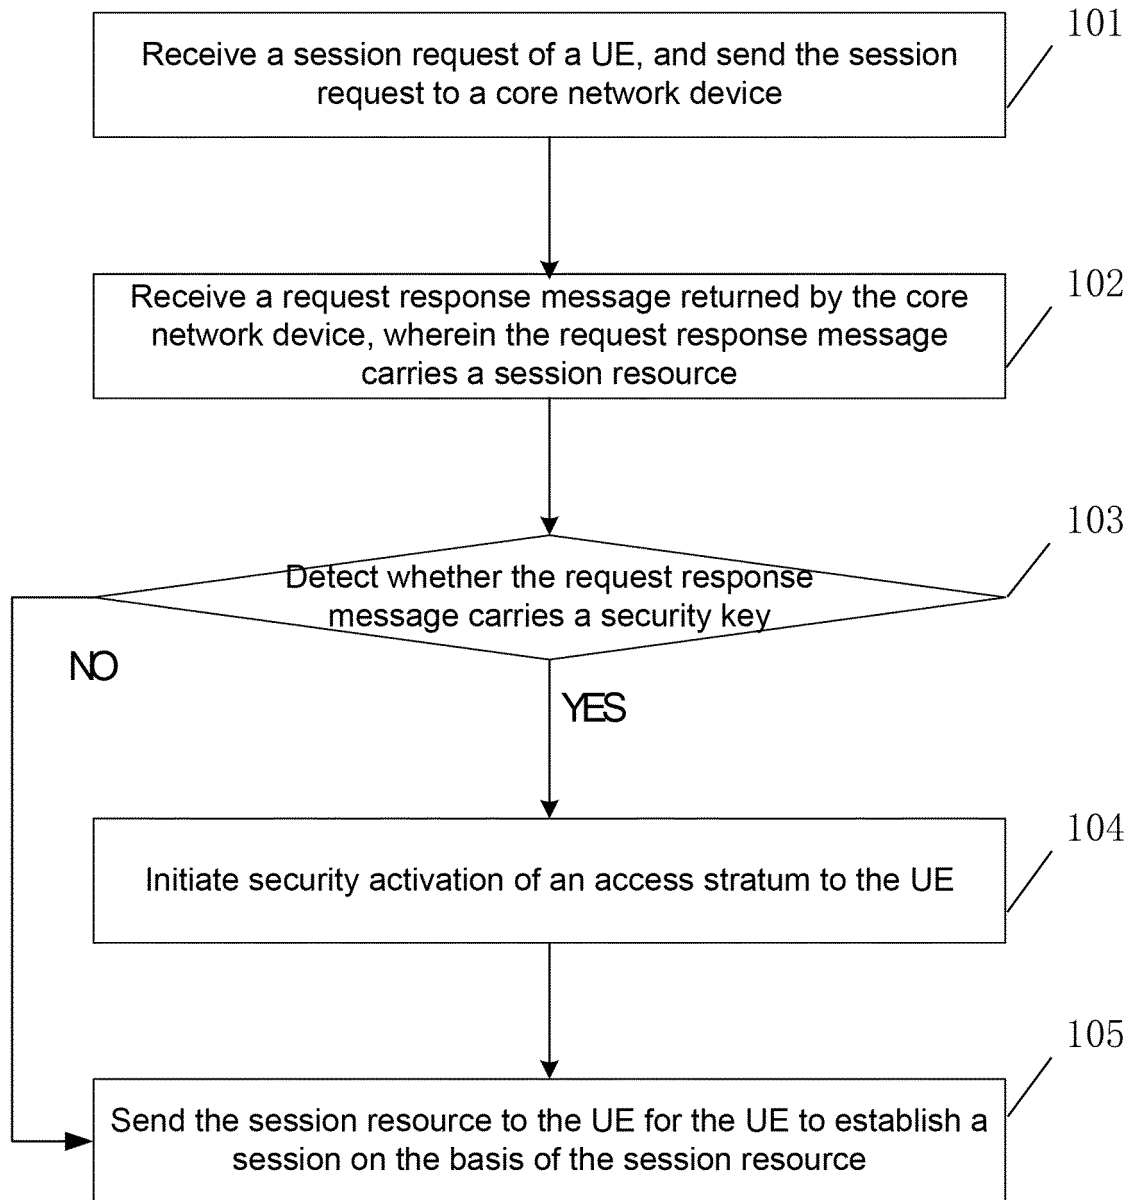 101
Receive a session request of a UE, and send the session
request to a core network device
102
Receive a request response message returned by the core
network device, wherein the request response message
carries a session resource
103
Detect whether the request response
message carries a security key
NO
YES
104
Initiate security activation of an access stratum to the UE
105
Send the session resource to the UE for the UE to establish a
session on the basis of the session resource